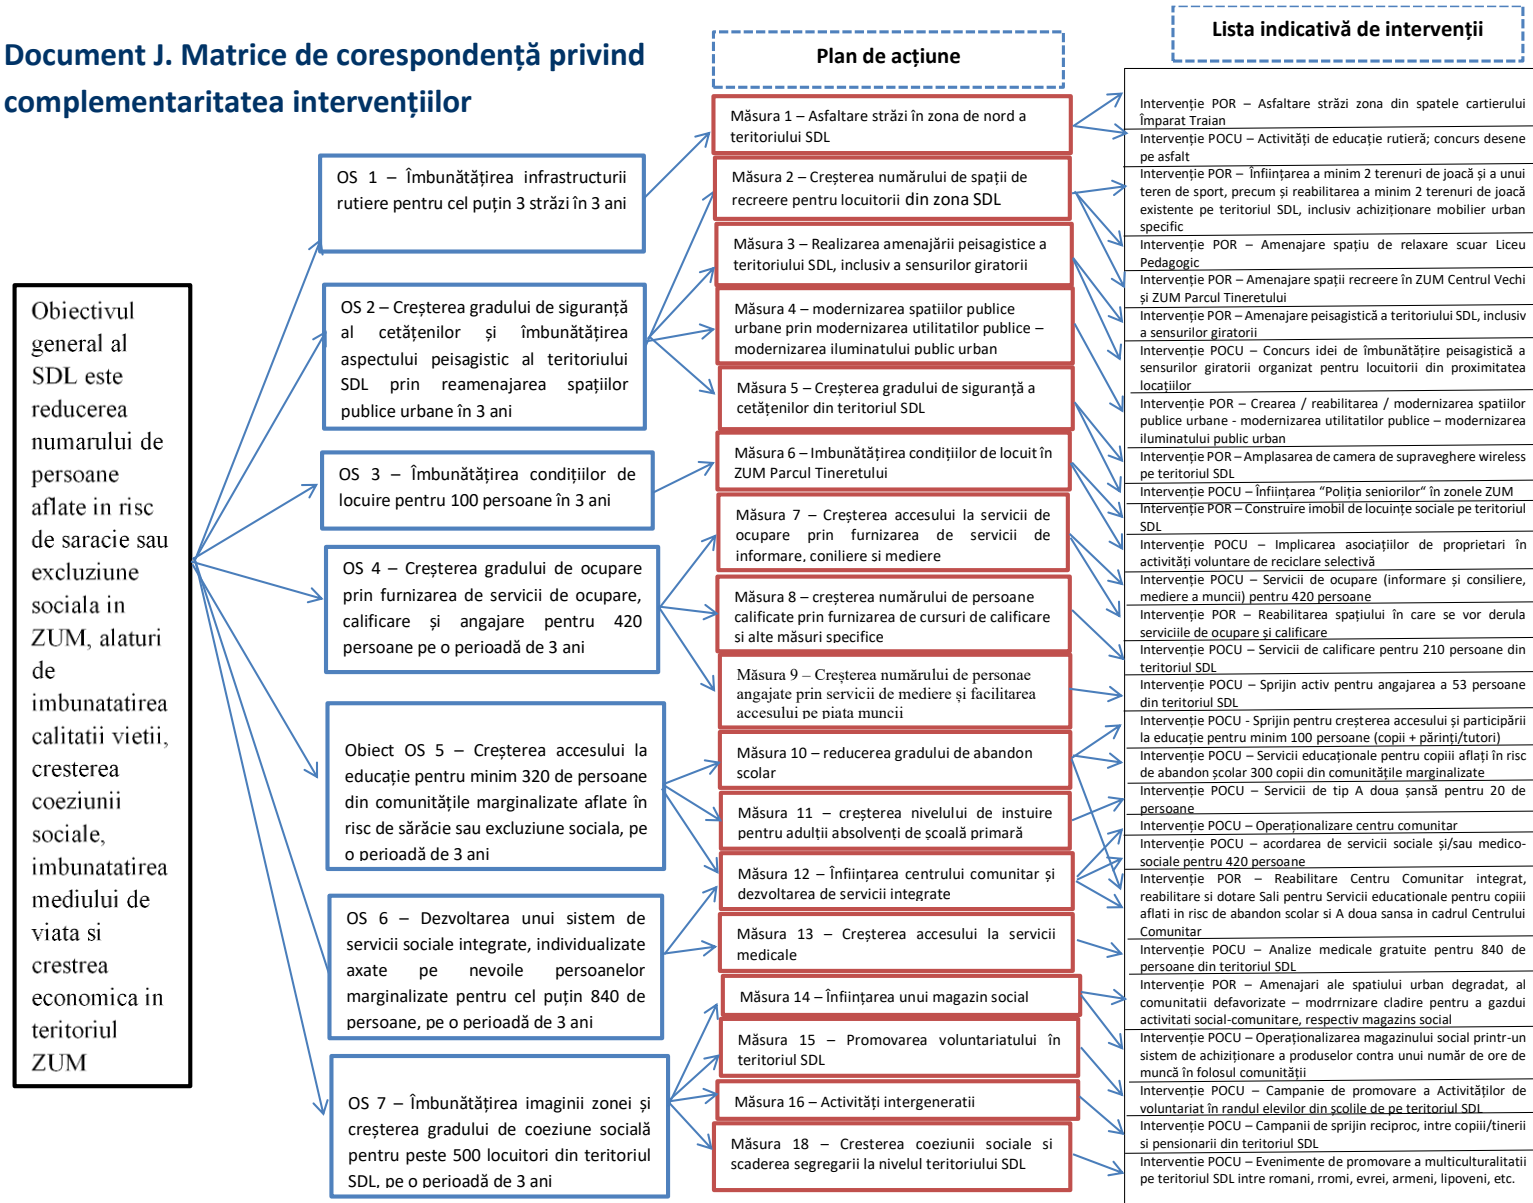 Document J. Matrice de corespondență privind
complementaritatea intervențiilor
Plan de acțiune
Lista indicativă de intervenții
Obiectivul
general al
SDL este
reducerea
numarului de
persoane
aflate in risc
de saracie sau
excluziune
sociala in
ZUM, alaturi
de
imbunatatirea
calitatii vietii,
cresterea
coeziunii
sociale,
imbunatatirea
mediului de
viata si
crestrea
economica in
teritoriul
ZUM
OS 1 – Îmbunătățirea infrastructurii
rutiere pentru cel puțin 3 străzi în 3 ani
OS 2 – Creșterea gradului de siguranță
al cetățenilor și îmbunătățirea
aspectului peisagistic al teritoriului
SDL prin reamenajarea spațiilor
publice urbane în 3 ani
OS 3 – Îmbunătățirea condițiilor de
locuire pentru 100 persoane în 3 ani
OS 4 – Creșterea gradului de ocupare
prin furnizarea de servicii de ocupare,
calificare și angajare pentru 420
persoane pe o perioadă de 3 ani
Obiect OS 5 – Creșterea accesului la
educație pentru minim 320 de persoane
din comunitățile marginalizate aflate în
risc de sărăcie sau excluziune sociala, pe
o perioadă de 3 ani
OS 6 – Dezvoltarea unui sistem de
servicii sociale integrate, individualizate
axate pe nevoile persoanelor
marginalizate pentru cel puțin 840 de
persoane, pe o perioadă de 3 ani
OS 7 – Îmbunătățirea imaginii zonei și
creșterea gradului de coeziune socială
pentru peste 500 locuitori din teritoriul
SDL, pe o perioadă de 3 ani
Măsura 1 – Asfaltare străzi în zona de nord a
teritoriului SDL
Măsura 2 – Creșterea numărului de spații de
recreere pentru locuitorii din zona SDL
Măsura 3 – Realizarea amenajării peisagistice a
teritoriului SDL, inclusiv a sensurilor giratorii
Măsura 4 – modernizarea spatiilor publice
urbane prin modernizarea utilitatilor publice –
modernizarea iluminatului public urban
Măsura 5 – Creșterea gradului de siguranță a
cetățenilor din teritoriul SDL
Măsura 6 – Imbunătățirea condițiilor de locuit în
ZUM Parcul Tineretului
Măsura 7 – Creșterea accesului la servicii de
ocupare prin furnizarea de servicii de
informare, coniliere si mediere
Măsura 8 – creșterea numărului de persoane
calificate prin furnizarea de cursuri de calificare
si alte măsuri specifice
Măsura 9 – Creșterea numărului de personae
angajate prin servicii de mediere și facilitarea
accesului pe piata muncii
Măsura 10 – reducerea gradului de abandon
scolar
Măsura 11 – creșterea nivelului de instuire
pentru adulții absolvenți de școală primară
Măsura 12 – Înființarea centrului comunitar și
dezvoltarea de servicii integrate
Măsura 13 – Creșterea accesului la servicii
medicale
Măsura 14 – Înființarea unui magazin social
Măsura 15 – Promovarea voluntariatului în
teritoriul SDL
Măsura 16 – Activități intergeneratii
Măsura 18 – Cresterea coeziunii sociale si
scaderea segregarii la nivelul teritoriului SDL
Intervenție POR – Asfaltare străzi zona din spatele cartierului
Împarat Traian
Intervenție POCU – Activități de educație rutieră; concurs desene
pe asfalt
Intervenție POR – Înființarea a minim 2 terenuri de joacă și a unui
teren de sport, precum și reabilitarea a minim 2 terenuri de joacă
existente pe teritoriul SDL, inclusiv achiziționare mobilier urban
specific
Intervenție POR – Amenajare spațiu de relaxare scuar Liceu
Pedagogic
Intervenție POR – Amenajare spații recreere în ZUM Centrul Vechi
și ZUM Parcul Tineretului
Intervenție POR – Amenajare peisagistică a teritoriului SDL, inclusiv
a sensurilor giratorii
Intervenție POCU – Concurs idei de îmbunătățire peisagistică a
sensurilor giratorii organizat pentru locuitorii din proximitatea
locațiilor
Intervenție POR – Crearea / reabilitarea / modernizarea spatiilor
publice urbane - modernizarea utilitatilor publice – modernizarea
iluminatului public urban
Intervenție POR – Amplasarea de camera de supraveghere wireless
pe teritoriul SDL
Intervenție POCU – Înființarea “Poliția seniorilor“ în zonele ZUM
Intervenție POR – Construire imobil de locuințe sociale pe teritoriul
SDL
Intervenție POCU – Implicarea asociațiilor de proprietari în
activități voluntare de reciclare selectivă
Intervenție POCU – Servicii de ocupare (informare și consiliere,
mediere a muncii) pentru 420 persoane
Intervenție POR – Reabilitarea spațiului în care se vor derula
serviciile de ocupare și calificare
Intervenție POCU – Servicii de calificare pentru 210 persoane din
teritoriul SDL
Intervenție POCU – Sprijin activ pentru angajarea a 53 persoane
din teritoriul SDL
Intervenție POCU - Sprijin pentru creșterea accesului și participării
la educație pentru minim 100 persoane (copii + părinți/tutori)
Intervenție POCU – Servicii educaționale pentru copiii aflați în risc
de abandon școlar 300 copii din comunitățile marginalizate
Intervenție POCU – Servicii de tip A doua șansă pentru 20 de
persoane
Intervenție POCU – Operaționalizare centru comunitar
Intervenție POCU – acordarea de servicii sociale și/sau medico-
sociale pentru 420 persoane
Intervenție POR – Reabilitare Centru Comunitar integrat,
reabilitare si dotare Sali pentru Servicii educationale pentru copiii
aflati in risc de abandon scolar si A doua sansa in cadrul Centrului
Comunitar
Intervenție POCU – Analize medicale gratuite pentru 840 de
persoane din teritoriul SDL
Intervenție POR – Amenajari ale spatiului urban degradat, al
comunitatii defavorizate – modrrnizare cladire pentru a gazdui
activitati social-comunitare, respectiv magazins social
Intervenție POCU – Operaționalizarea magazinului social printr-un
sistem de achiziționare a produselor contra unui număr de ore de
muncă în folosul comunității
Intervenție POCU – Campanie de promovare a Activităților de
voluntariat în randul elevilor din școlile de pe teritoriul SDL
Intervenție POCU – Campanii de sprijin reciproc, intre copiii/tinerii
si pensionarii din teritoriul SDL
Intervenție POCU – Evenimente de promovare a multiculturalitatii
pe teritoriul SDL intre romani, rromi, evrei, armeni, lipoveni, etc.